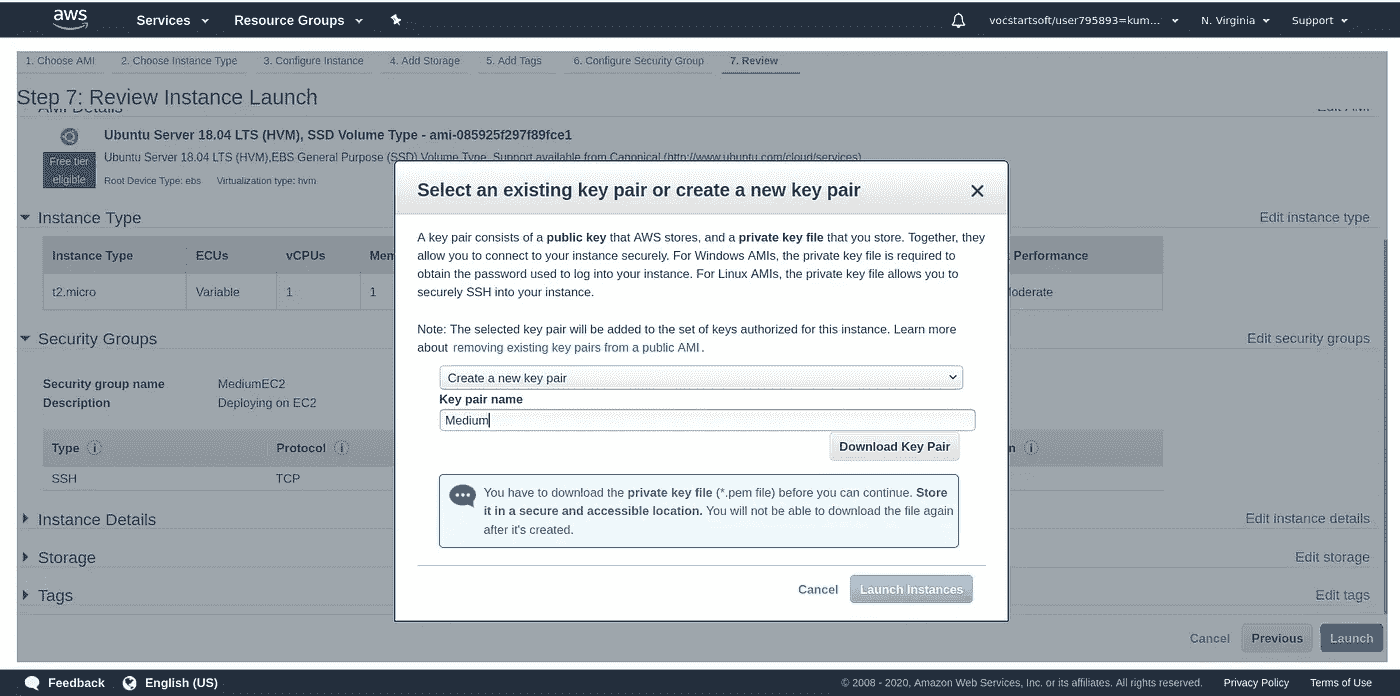 aws Services Resource Groups vocstartsoft/user795893=kum... N. Virginia Support
1. Choose AMI 2. Choose Instance Type 3. Configure Instance 4. Add Storage 5. Add Tags 6. Configure Security Group 7. Review
Step 7: Review Instance Launch
AMI Details Edit AMI
Ubuntu Server 18.04 LTS (HVM), SSD Volume Type - ami-085925f297f89fce1
Free tier
eligible
Ubuntu Server 18.04 LTS (HVM),EBS General Purpose (SSD) Volume Type. Support available from Canonical (http://www.ubuntu.com/cloud/services).
Root Device Type: ebs Virtualization type: hvm
Instance Type Edit instance type
Instance Type ECUs vCPUs Mem Performance
t2.micro Variable 1 1 Moderate
Security Groups Edit security groups
Security group name MediumEC2
Description Deploying on EC2
Type i Protocol i n i
SSH TCP
Instance Details Edit instance details
Storage Edit storage
Tags Edit tags
Cancel Previous Launch
Select an existing key pair or create a new key pair
A key pair consists of a public key that AWS stores, and a private key file that you store. Together, they
allow you to connect to your instance securely. For Windows AMIs, the private key file is required to
obtain the password used to log into your instance. For Linux AMIs, the private key file allows you to
securely SSH into your instance.
Note: The selected key pair will be added to the set of keys authorized for this instance. Learn more
about removing existing key pairs from a public AMI.
Create a new key pair
Key pair name
Medium
Download Key Pair
You have to download the private key file (*.pem file) before you can continue. Store
it in a secure and accessible location. You will not be able to download the file again
after it's created.
Cancel Launch Instances
Feedback English (US) © 2008 - 2020, Amazon Web Services, Inc. or its affiliates. All rights reserved. Privacy Policy Terms of Use